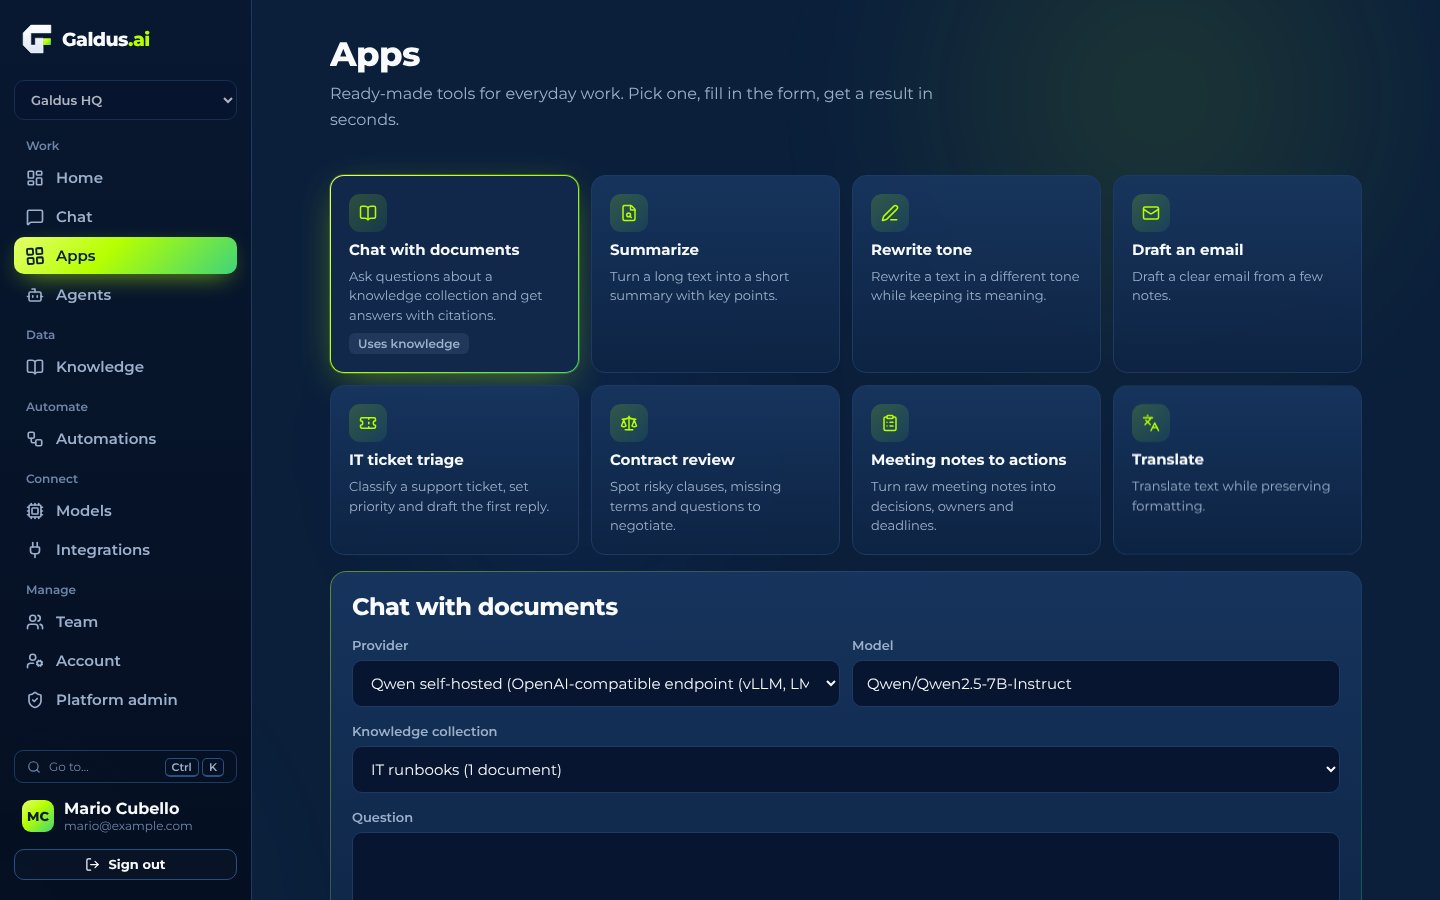 Galdus.ai
Galdus HQ
Work
Home
Chat
Apps
Agents
Data
Knowledge
Automate
Automations
Connect
Models
Integrations
Manage
Team
Account
Platform admin
Go to...
Ctrl K
MC
Mario Cubello
mario@example.com
Sign out
Apps
Ready-made tools for everyday work. Pick one, fill in the form, get a result in
seconds.
Chat with documents
Ask questions about a
knowledge collection and get
answers with citations.
Uses knowledge
Summarize
Turn a long text into a short
summary with key points.
Rewrite tone
Rewrite a text in a different tone
while keeping its meaning.
Draft an email
Draft a clear email from a few
notes.
IT ticket triage
Classify a support ticket, set
priority and draft the first reply.
Contract review
Spot risky clauses, missing
terms and questions to
negotiate.
Meeting notes to actions
Turn raw meeting notes into
decisions, owners and
deadlines.
Translate
Translate text while preserving
formatting.
Chat with documents
Provider
Qwen self-hosted (OpenAI-compatible endpoint (vLLM, LM
Model
Qwen/Qwen2.5-7B-Instruct
Knowledge collection
IT runbooks (1 document)
Question